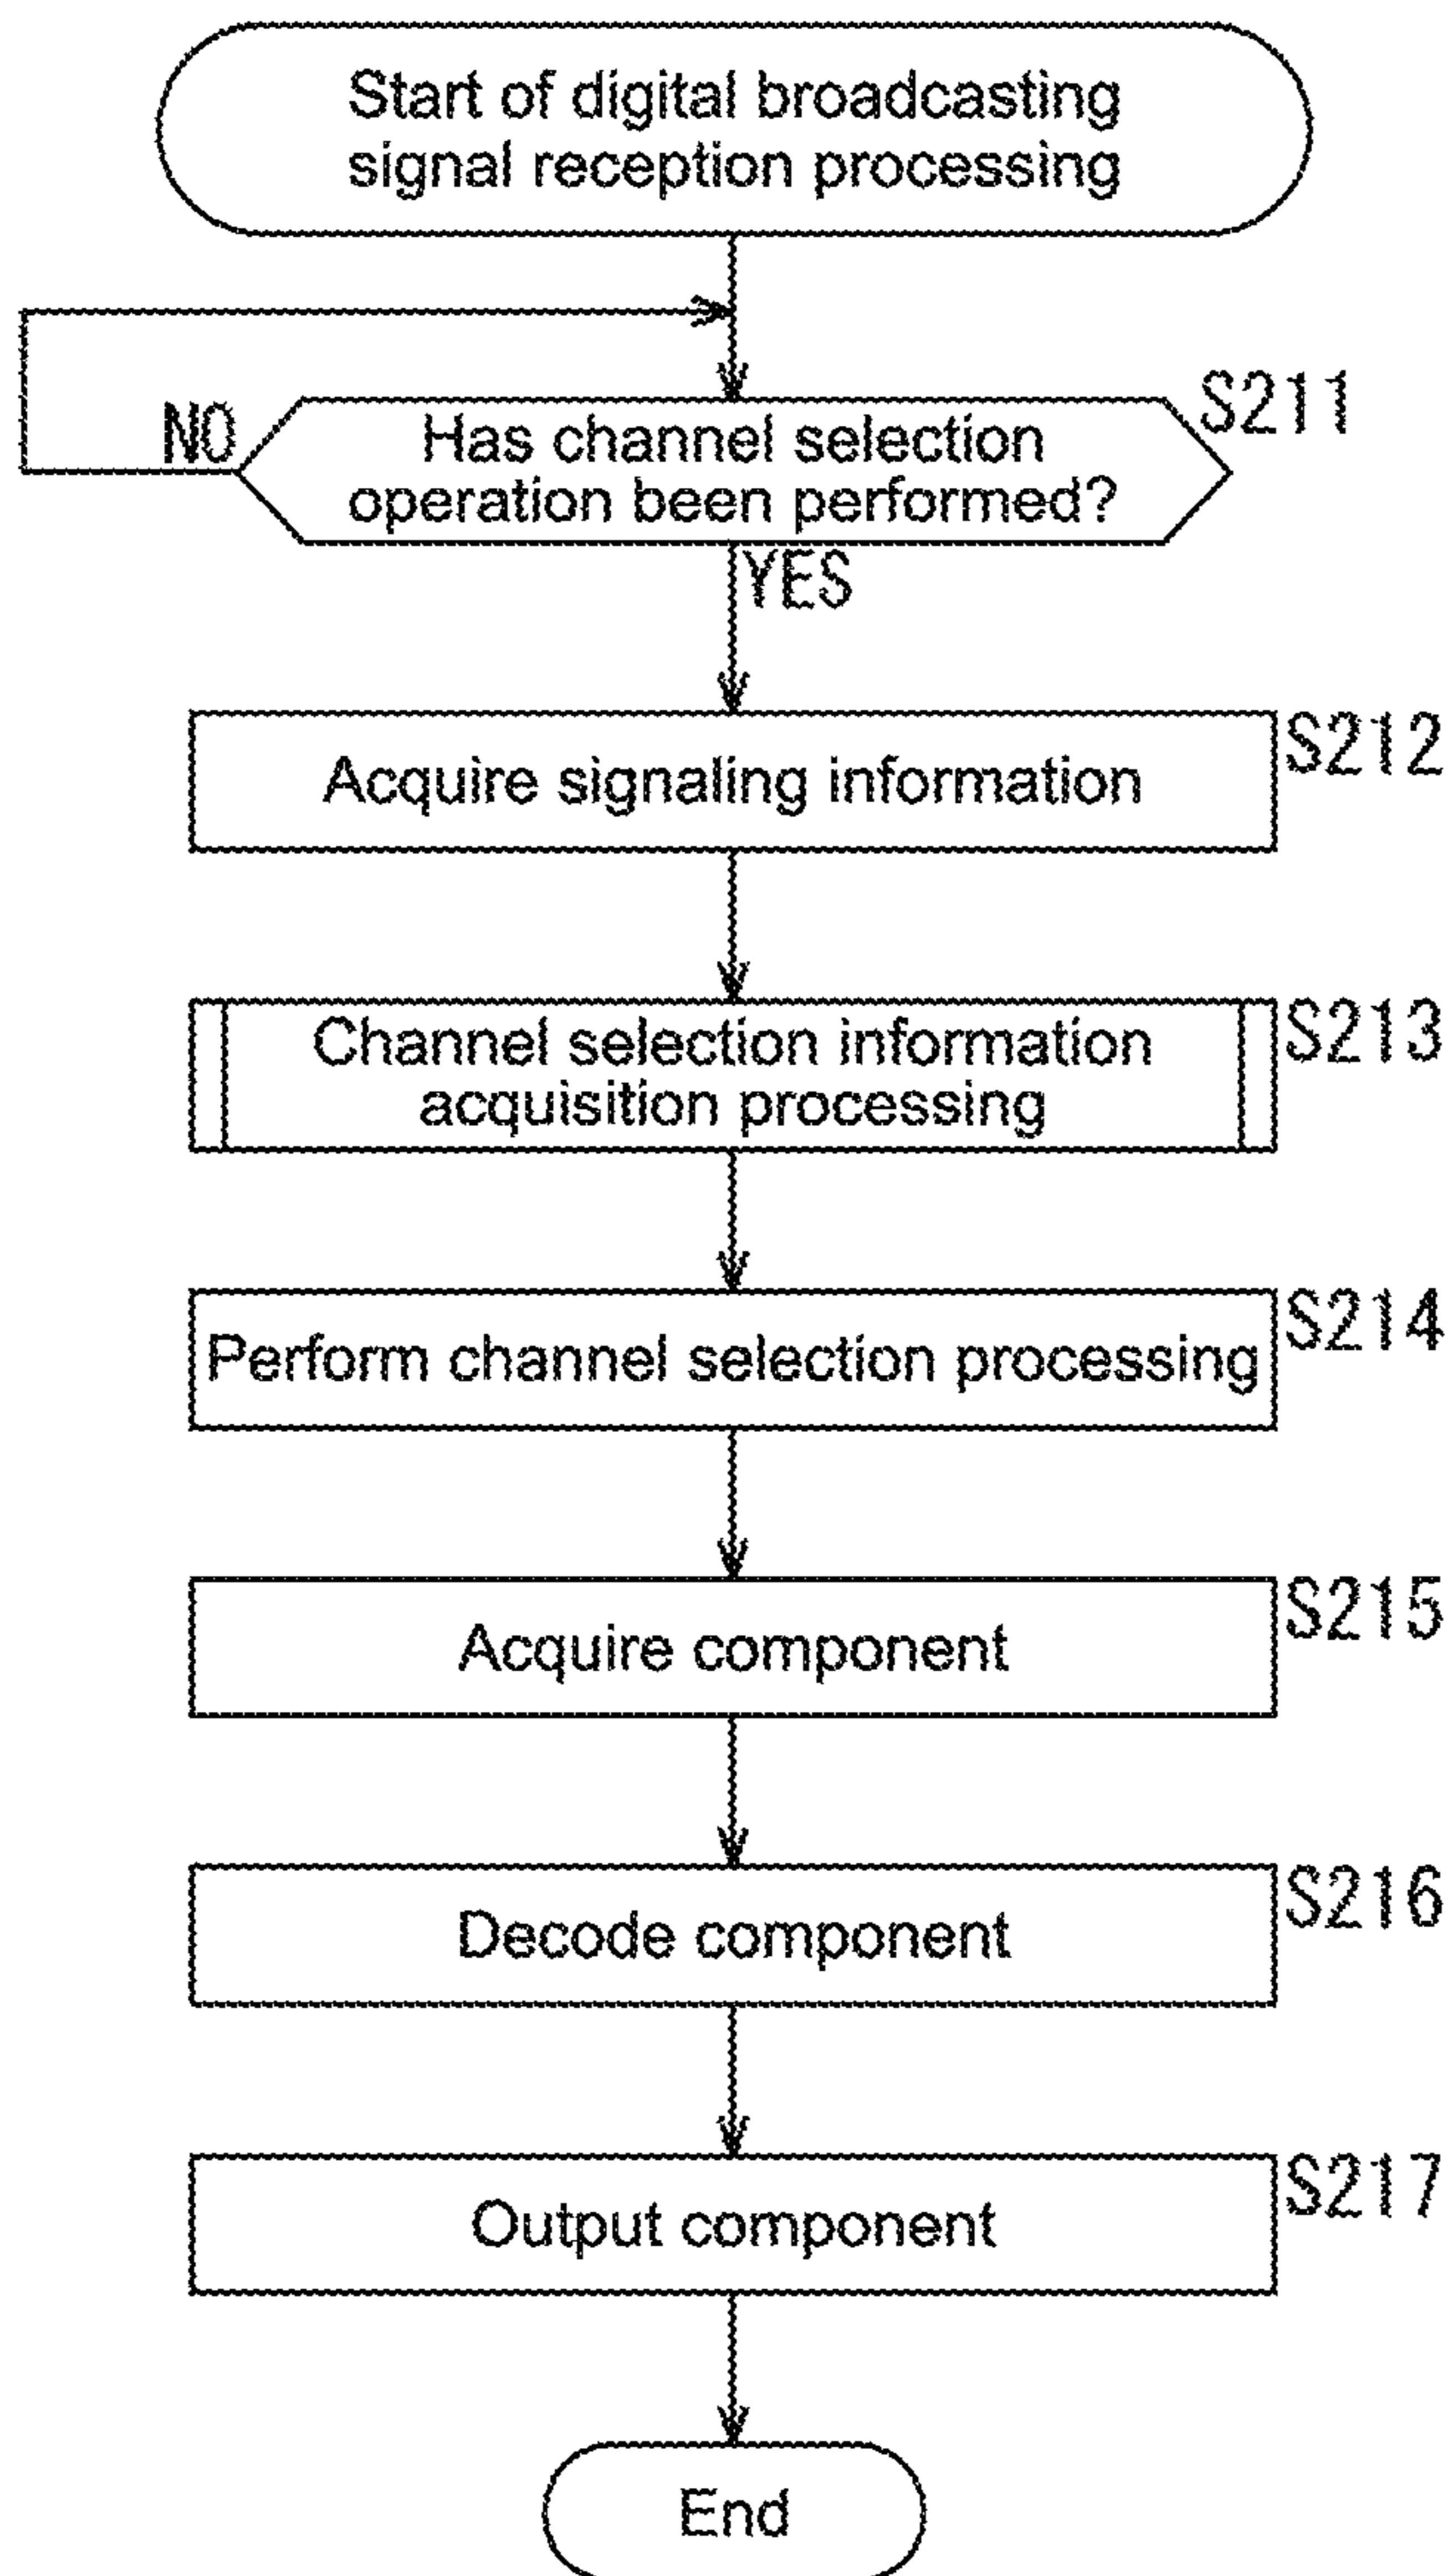 Start of digital broadcasting
signal reception processing
S211
NO
Has channel selection
operation been performed?
YES
S212
Acquire signaling information
S213
Channel selection information
acquisition processing
S214
Perform channel selection processing
S215
Acquire component
S216
Decode component
S217
Output component
End